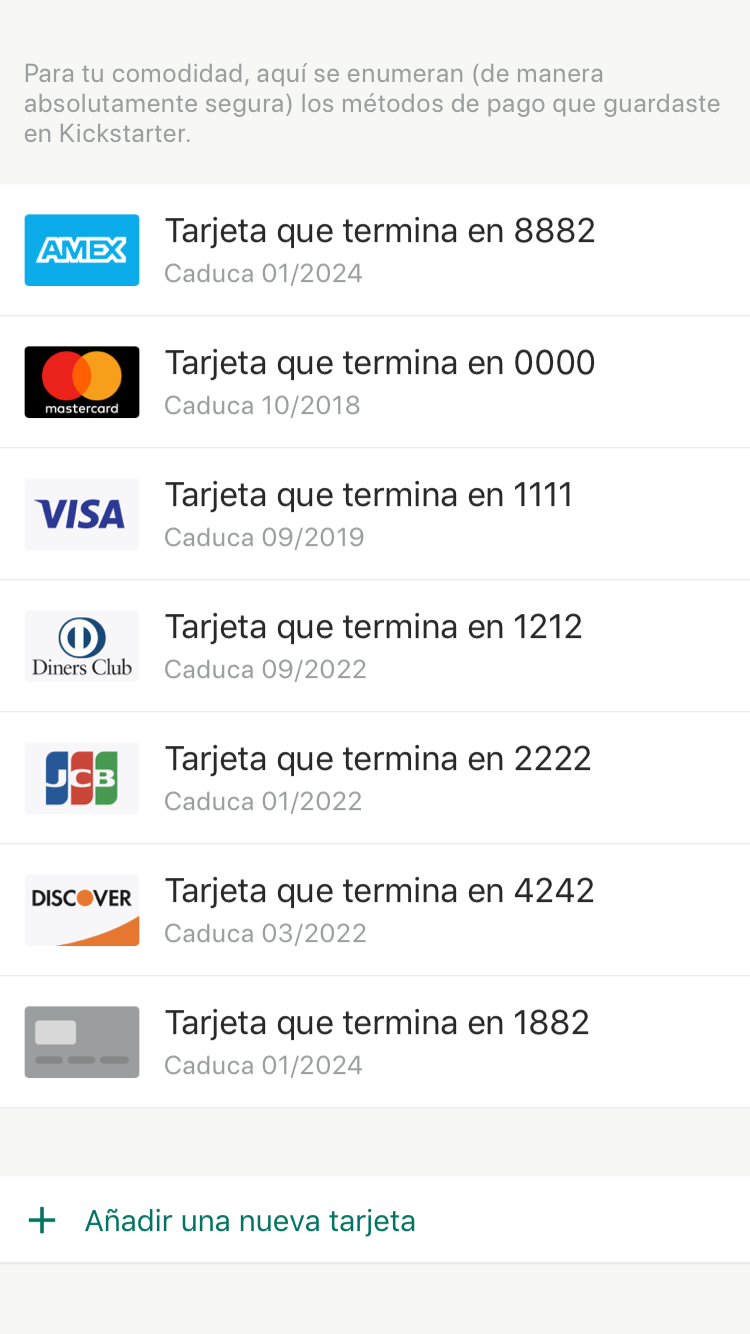 Para tu comodidad, aquí se enumeran (de manera
absolutamente segura) los métodos de pago que guardaste
en Kickstarter.
AMEX
Tarjeta que termina en 8882
Caduca 01/2024
mastercard
Tarjeta que termina en 0000
Caduca 10/2018
VISA
Tarjeta que termina en 1111
Caduca 09/2019
Diners Club
Tarjeta que termina en 1212
Caduca 09/2022
JCB
Tarjeta que termina en 2222
Caduca 01/2022
DISCOVER
Tarjeta que termina en 4242
Caduca 03/2022
Tarjeta que termina en 1882
Caduca 01/2024
+ Añadir una nueva tarjeta